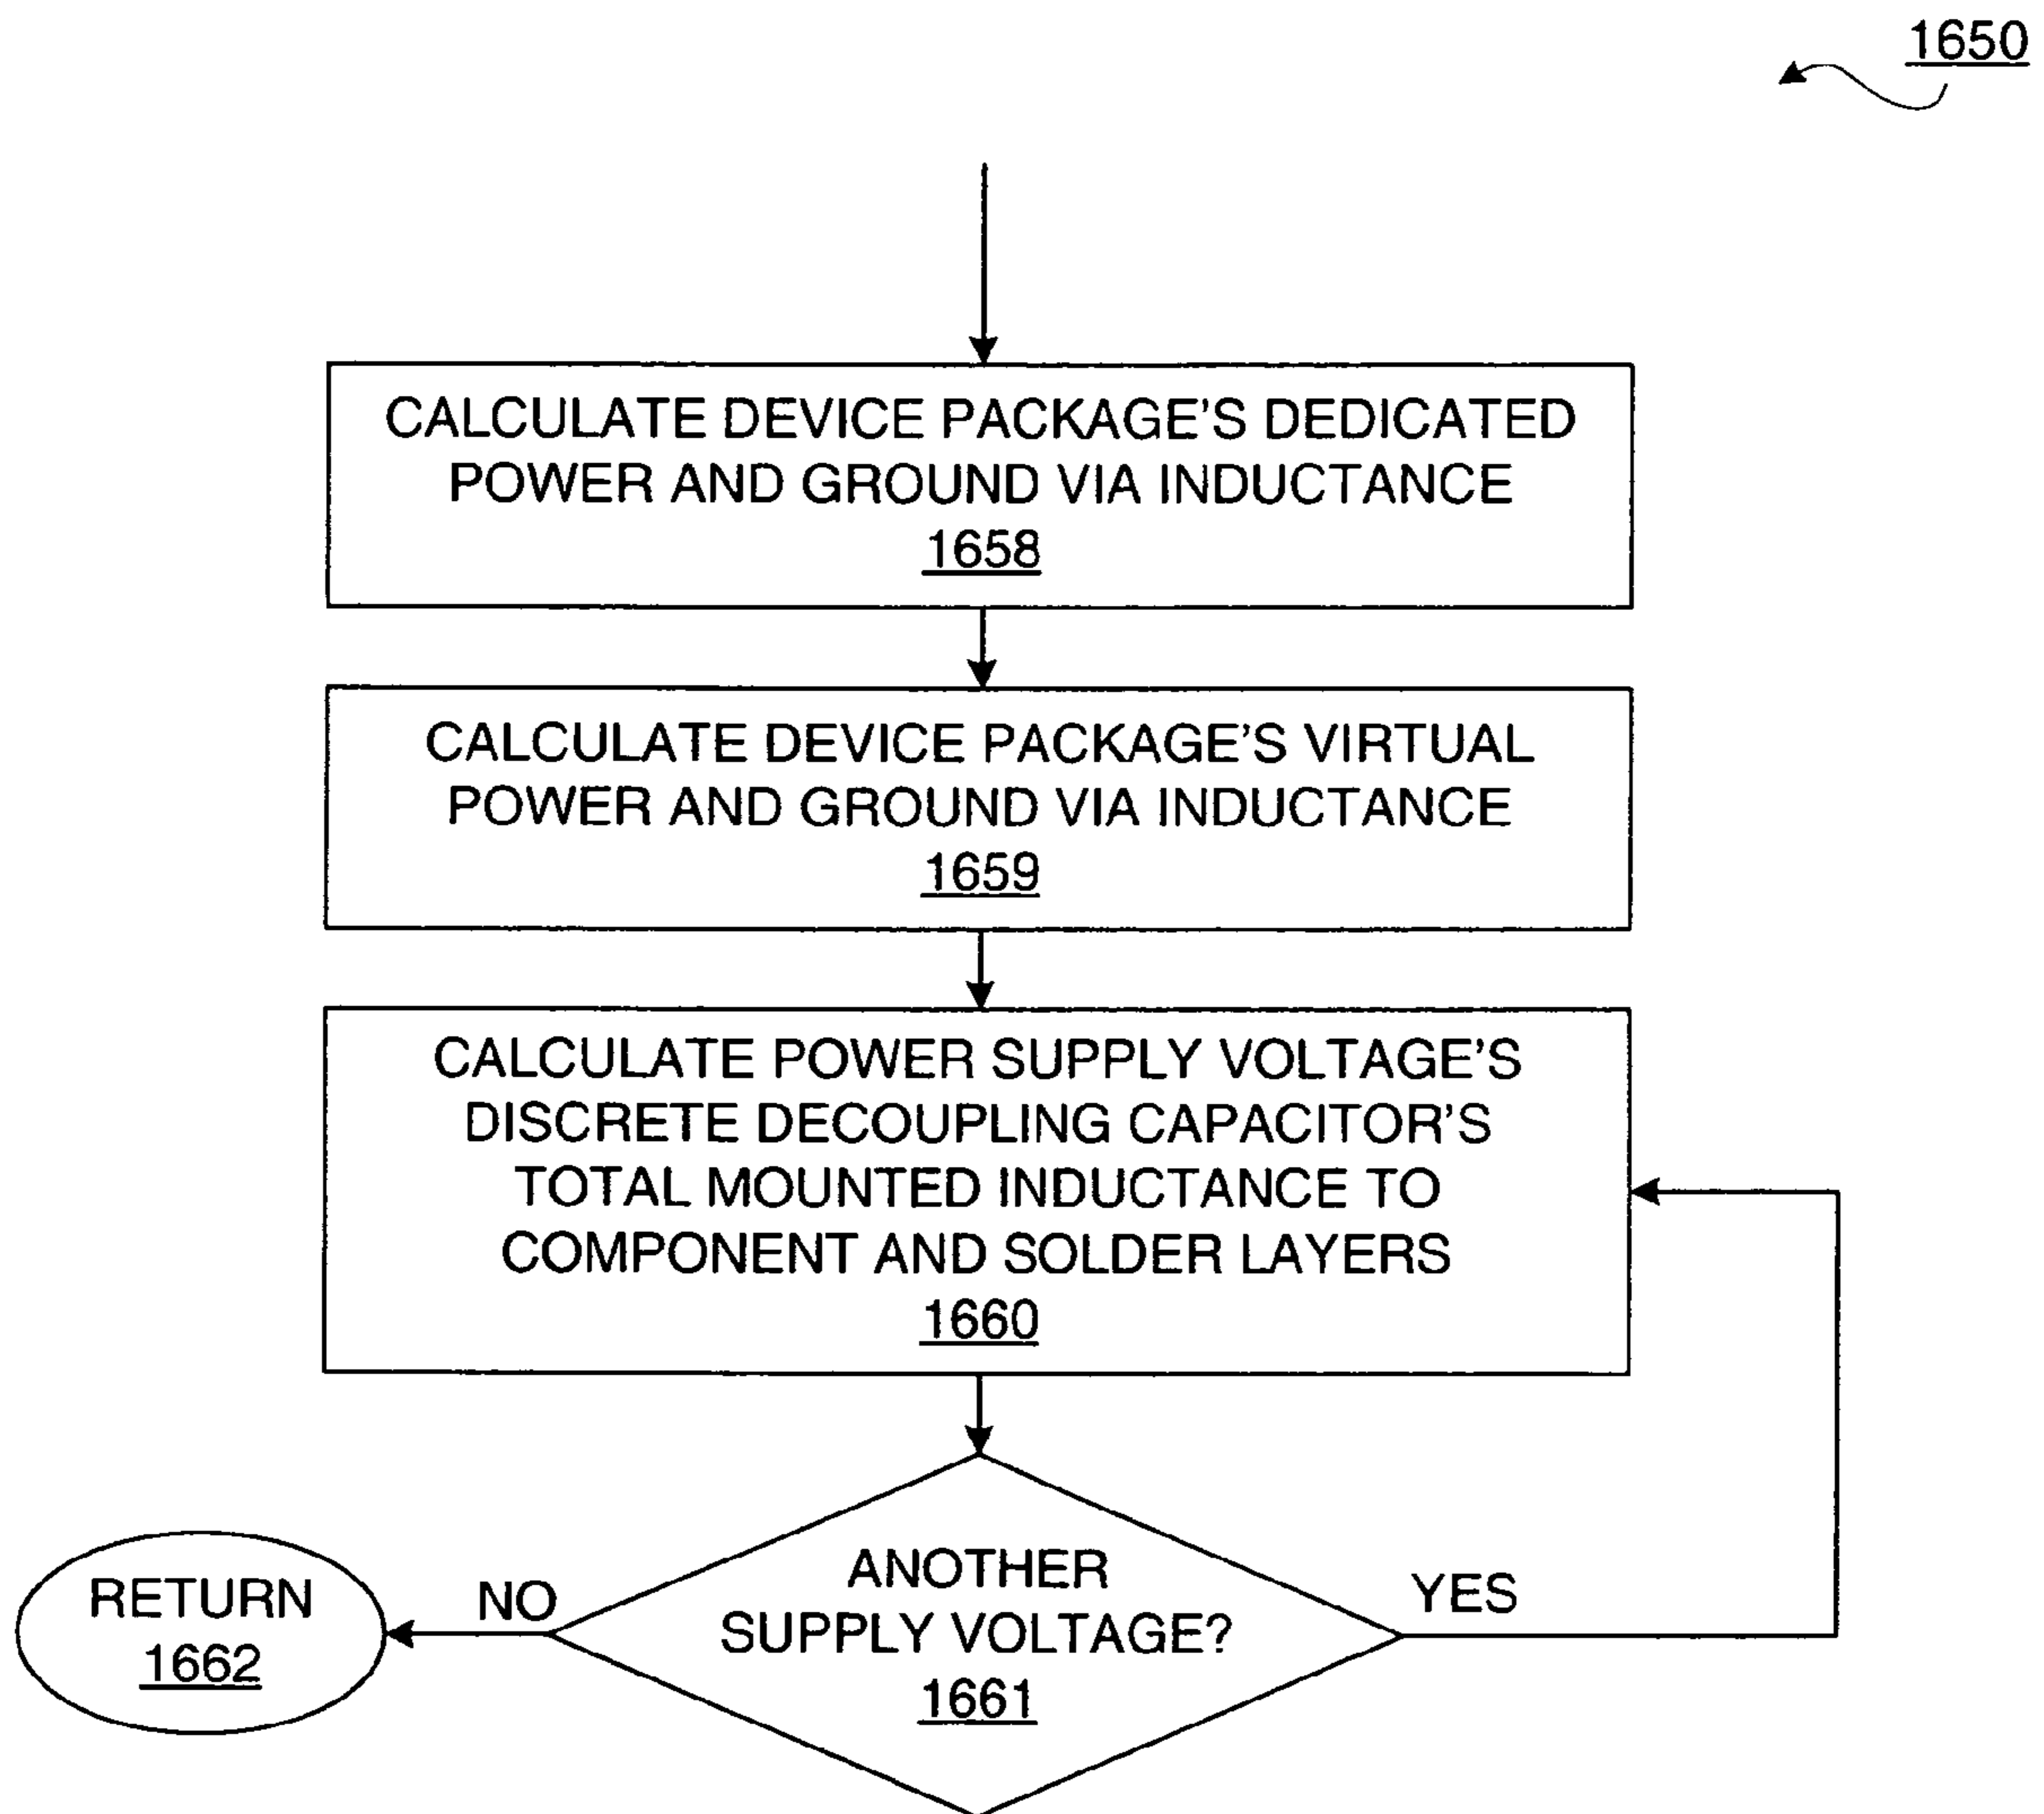 1650
CALCULATE DEVICE PACKAGE'S DEDICATED
POWER AND GROUND VIA INDUCTANCE
1658
CALCULATE DEVICE PACKAGE'S VIRTUAL
POWER AND GROUND VIA INDUCTANCE
1659
CALCULATE POWER SUPPLY VOLTAGE'S
DISCRETE DECOUPLING CAPACITOR'S
TOTAL MOUNTED INDUCTANCE TO
COMPONENT AND SOLDER LAYERS
1660
ANOTHER
SUPPLY VOLTAGE?
1661
YES
NO
RETURN
1662